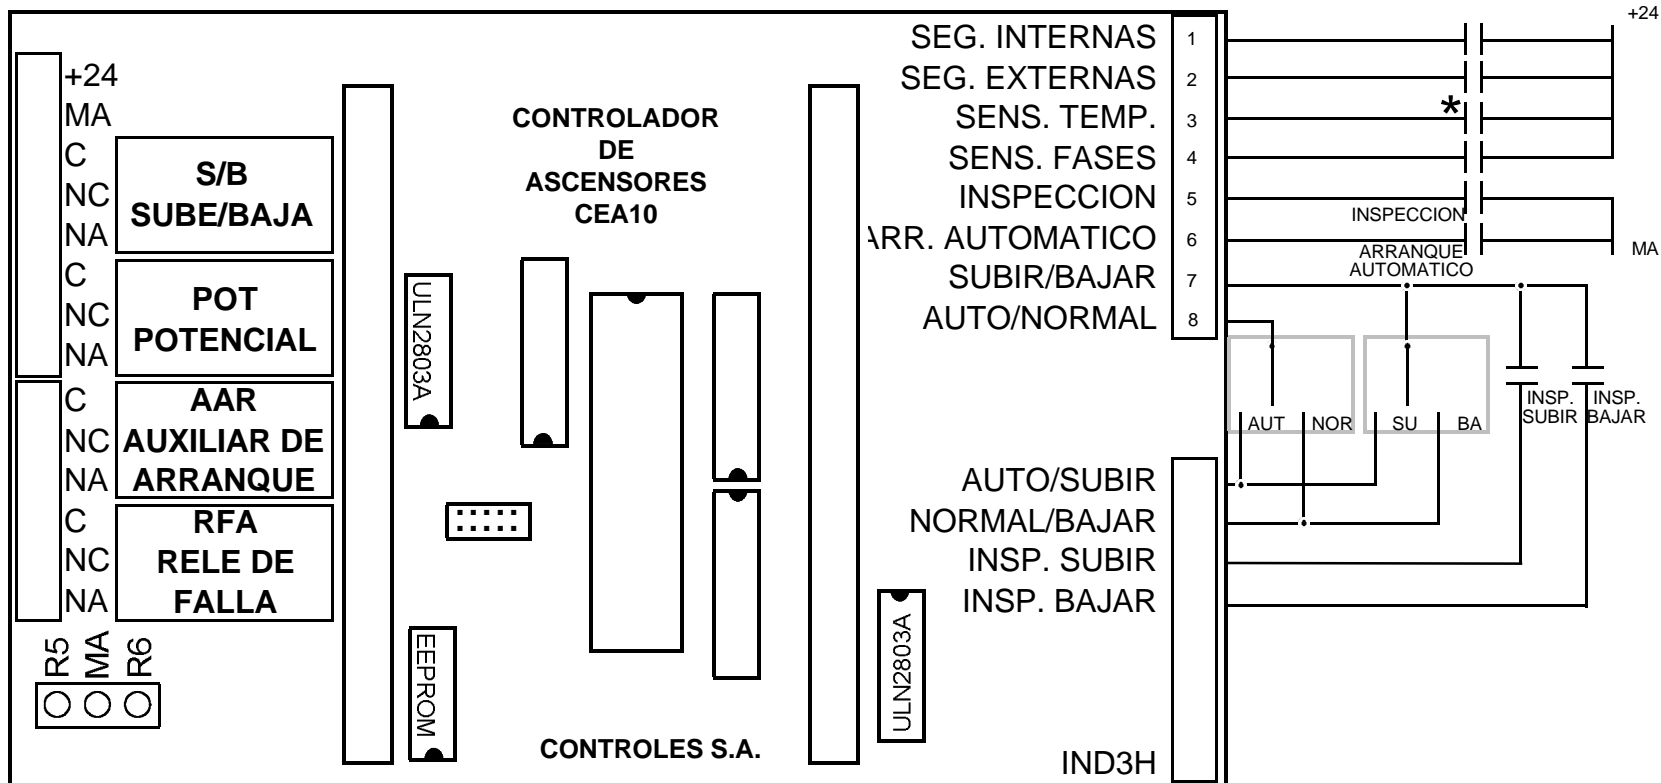 +24
MA
C
NC
NA
C
NC
NA
C
NC
NA
C
NC
NA
S/B
SUBE/BAJA
POT
POTENCIAL
AAR
AUXILIAR DE
ARRANQUE
RFA
RELE DE
FALLA
R5
MA
R6
ULN2803A
EEPROM
CONTROLADOR
DE
ASCENSORES
CEA10
CONTROLES S.A.
ULN2803A
SEG. INTERNAS 1
SEG. EXTERNAS 2
SENS. TEMP. 3
SENS. FASES 4
INSPECCION 5
ARR. AUTOMATICO 6
SUBIR/BAJAR 7
AUTO/NORMAL 8
+24
*
INSPECCION
ARRANQUE
AUTOMATICO
MA
AUT NOR
SU BA
INSP.
SUBIR
INSP.
BAJAR
AUTO/SUBIR
NORMAL/BAJAR
INSP. SUBIR
INSP. BAJAR
IND3H